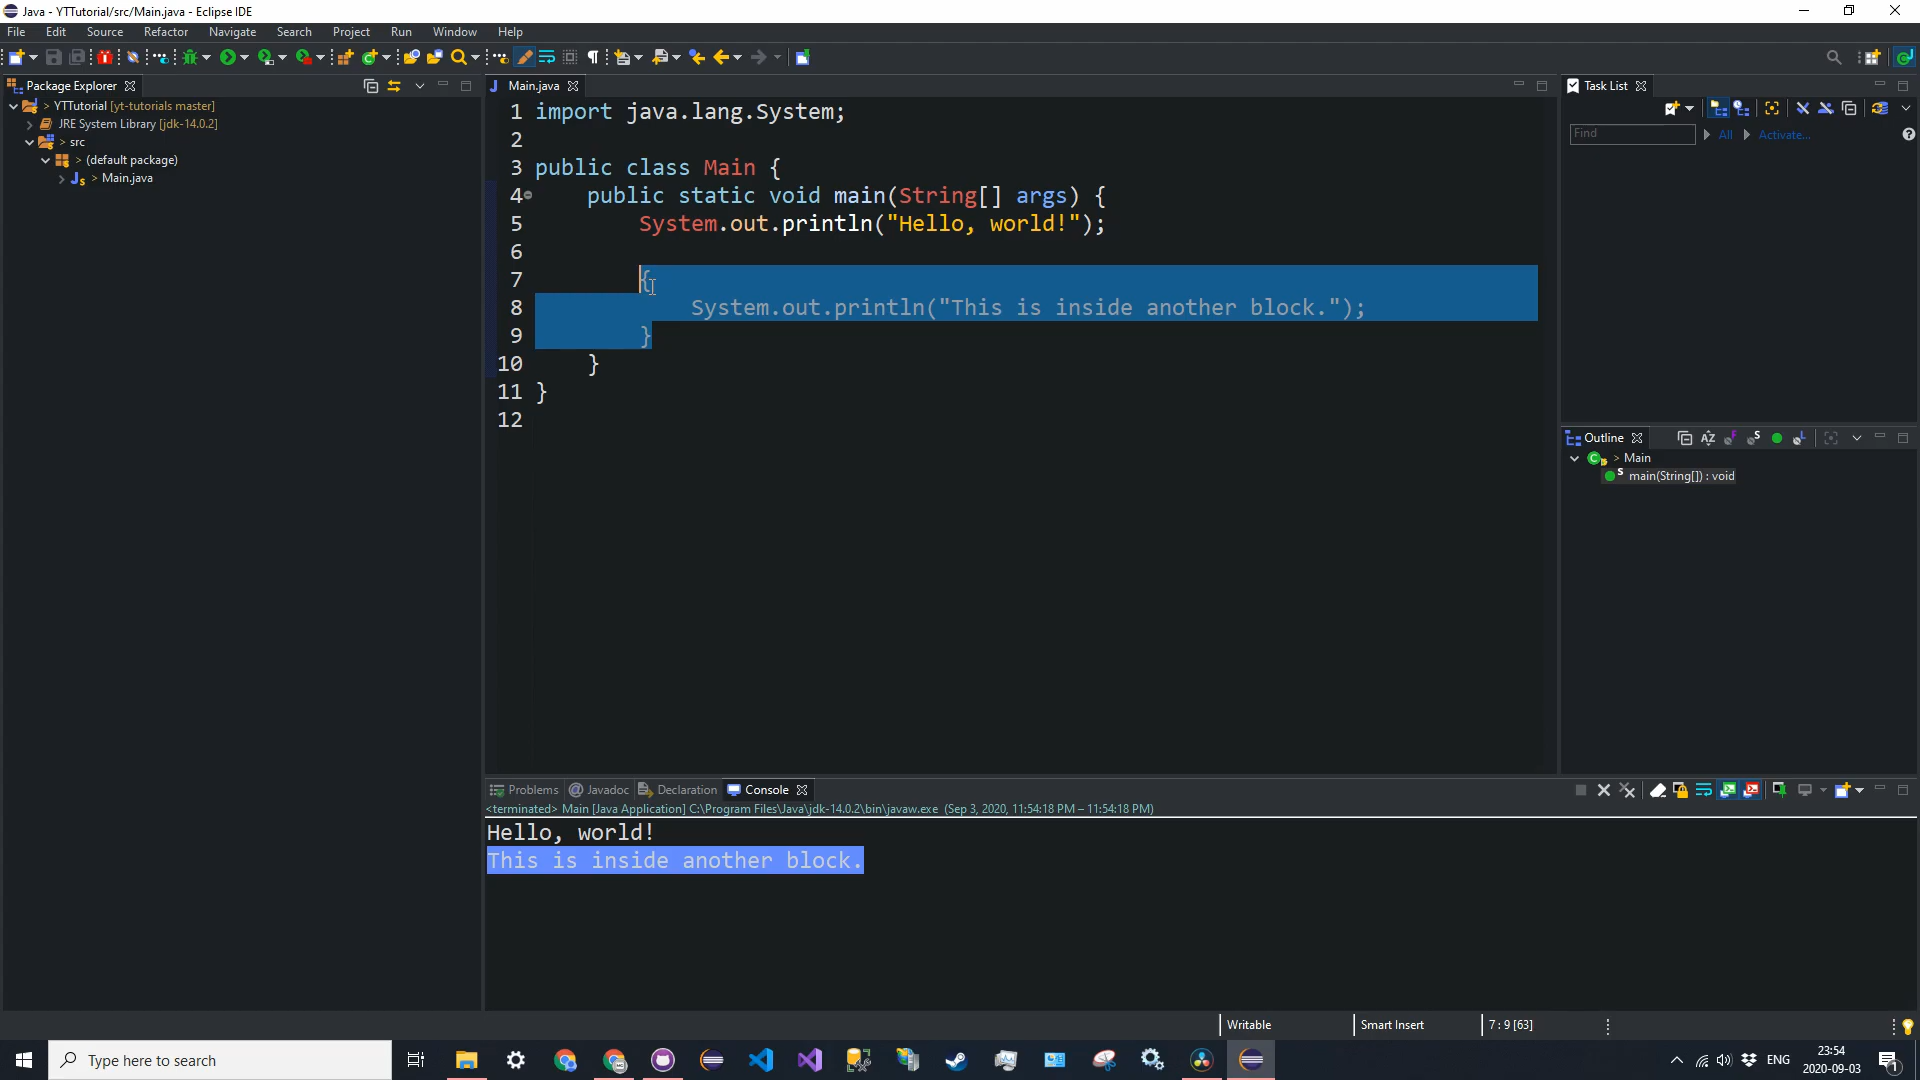 Java - YTTutorial/src/Main.java - Eclipse IDE
File Edit Source Refactor Navigate Search Project Run Window Help
Package Explorer
> YTTutorial [yt-tutorials master]
JRE System Library [jdk-14.0.2]
> src
> (default package)
> Main.java
Main.java
1 import java.lang.System;
2
3 public class Main {
4 public static void main(String[] args) {
5 System.out.println("Hello, world!");
6
7 {
8 System.out.println("This is inside another block.");
9 }
10 }
11 }
12
Task List
Find All Activate...
Outline
> Main
main(String[]) : void
Problems Javadoc Declaration Console
<terminated> Main [Java Application] C:\Program Files\Java\jdk-14.0.2\bin\javaw.exe (Sep 3, 2020, 11:54:18 PM – 11:54:18 PM)
Hello, world!
This is inside another block.
Writable Smart Insert 7 : 9 [63]
Type here to search
ENG
23:54
2020-09-03
1